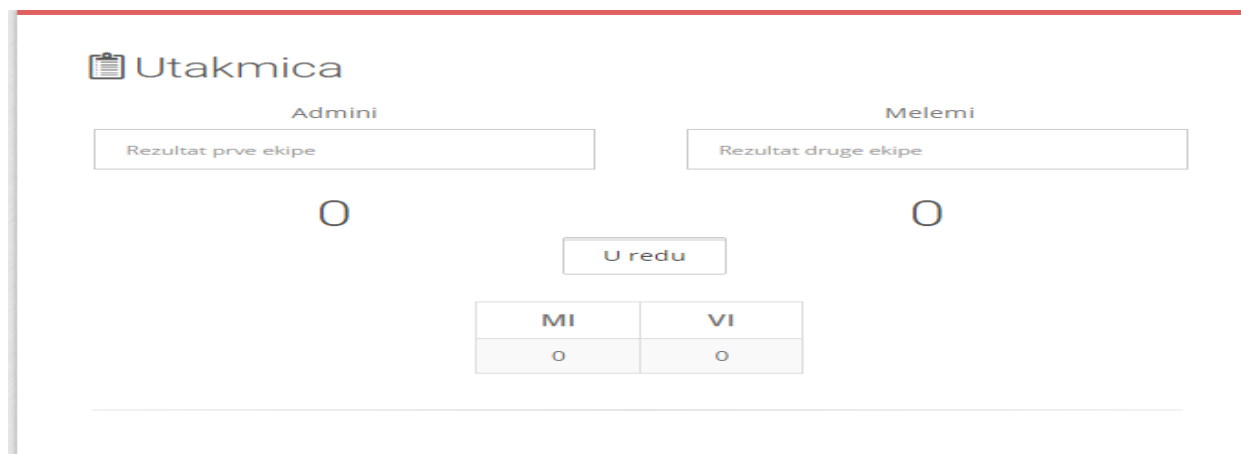 Utakmica
Admini Melemi
Rezultat prve ekipe Rezultat druge ekipe
0 0
U redu
MI VI
0 0